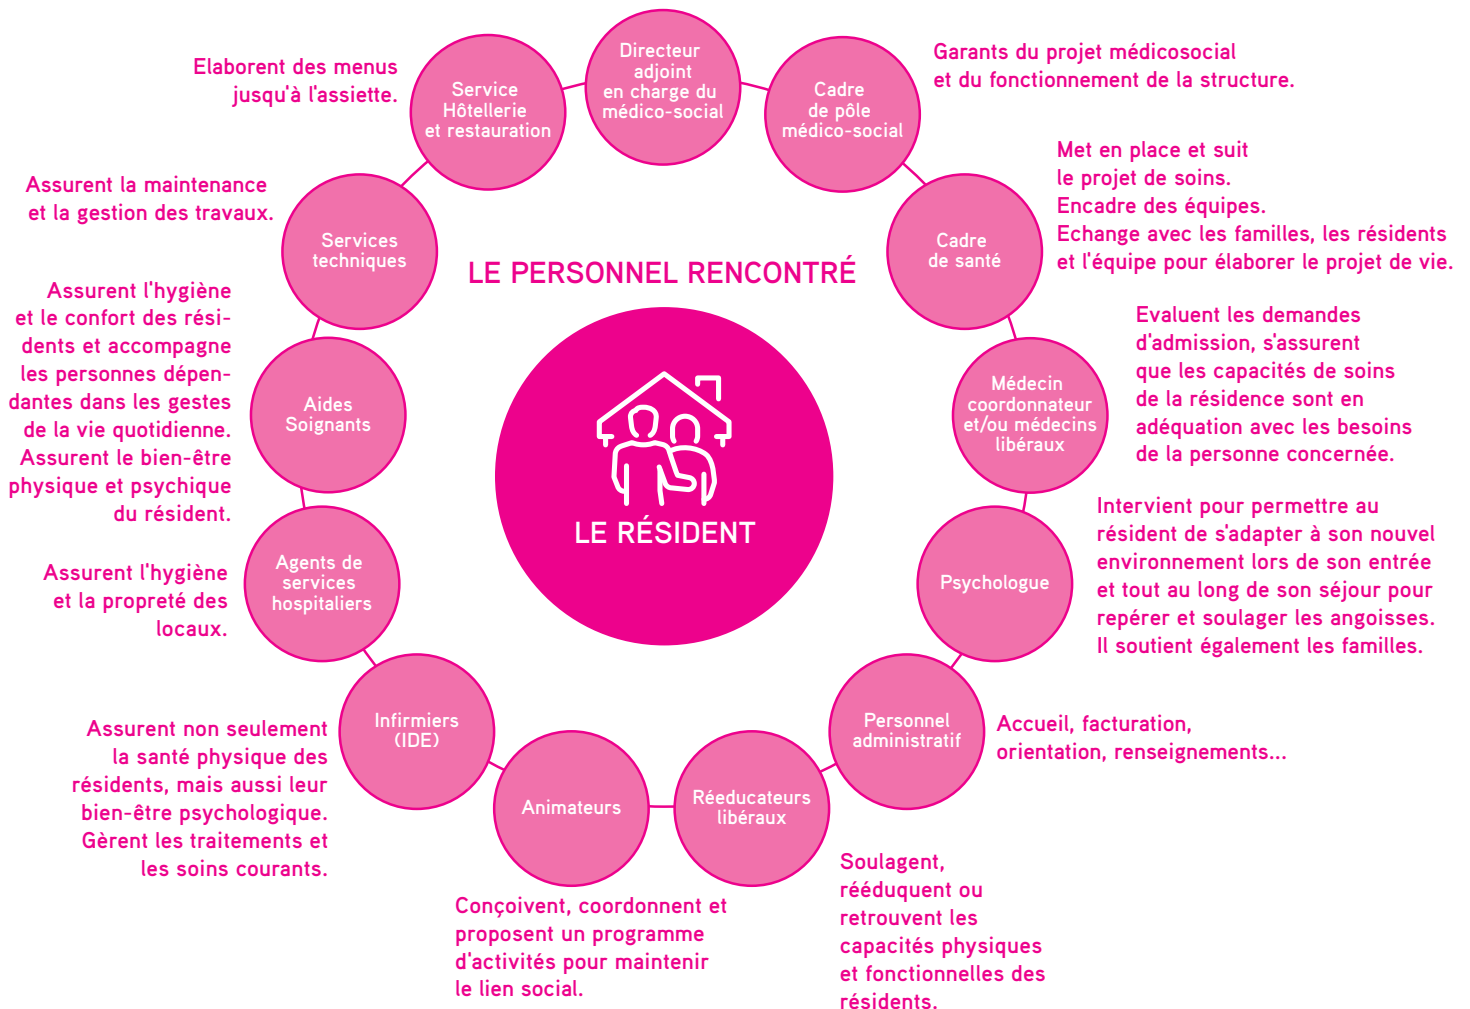 Directeur
adjoint
en charge du
médico-social
Cadre
de pôle
médico-social
Garants du projet médicosocial
et du fonctionnement de la structure.
Cadre
de santé
Met en place et suit
le projet de soins.
Encadre des équipes.
Echange avec les familles, les résidents
et l'équipe pour élaborer le projet de vie.
Médecin
coordonnateur
et/ou médecins
libéraux
Evaluent les demandes
d'admission, s'assurent
que les capacités de soins
de la résidence sont en
adéquation avec les besoins
de la personne concernée.
Psychologue
Intervient pour permettre au
résident de s'adapter à son nouvel
environnement lors de son entrée
et tout au long de son séjour pour
repérer et soulager les angoisses.
Il soutient également les familles.
Personnel
administratif
Accueil, facturation,
orientation, renseignements...
Réeducateurs
libéraux
Soulagent,
rééduquent ou
retrouvent les
capacités physiques
et fonctionnelles des
résidents.
Animateurs
Conçoivent, coordonnent et
proposent un programme
d'activités pour maintenir
le lien social.
Infirmiers
(IDE)
Assurent non seulement
la santé physique des
résidents, mais aussi leur
bien-être psychologique.
Gèrent les traitements et
les soins courants.
Agents de
services
hospitaliers
Assurent l'hygiène
et la propreté des
locaux.
Aides
Soignants
Assurent l'hygiène
et le confort des rési-
dents et accompagne
les personnes dépen-
dantes dans les gestes
de la vie quotidienne.
Assurent le bien-être
physique et psychique
du résident.
Services
techniques
Assurent la maintenance
et la gestion des travaux.
Service
Hôtellerie
et restauration
Elaborent des menus
jusqu'à l'assiette.
LE PERSONNEL RENCONTRÉ
LE RÉSIDENT